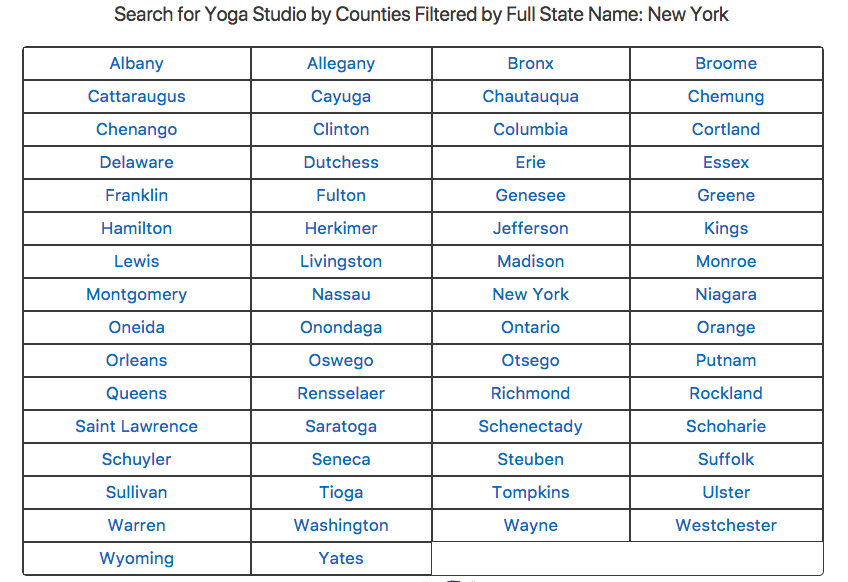 Search for Yoga Studio by Counties Filtered by Full State Name: New York
Albany Allegany Bronx Broome
Cattaraugus Cayuga Chautauqua Chemung
Chenango Clinton Columbia Cortland
Delaware Dutchess Erie Essex
Franklin Fulton Genesee Greene
Hamilton Herkimer Jefferson Kings
Lewis Livingston Madison Monroe
Montgomery Nassau New York Niagara
Oneida Onondaga Ontario Orange
Orleans Oswego Otsego Putnam
Queens Rensselaer Richmond Rockland
Saint Lawrence Saratoga Schenectady Schoharie
Schuyler Seneca Steuben Suffolk
Sullivan Tioga Tompkins Ulster
Warren Washington Wayne Westchester
Wyoming Yates